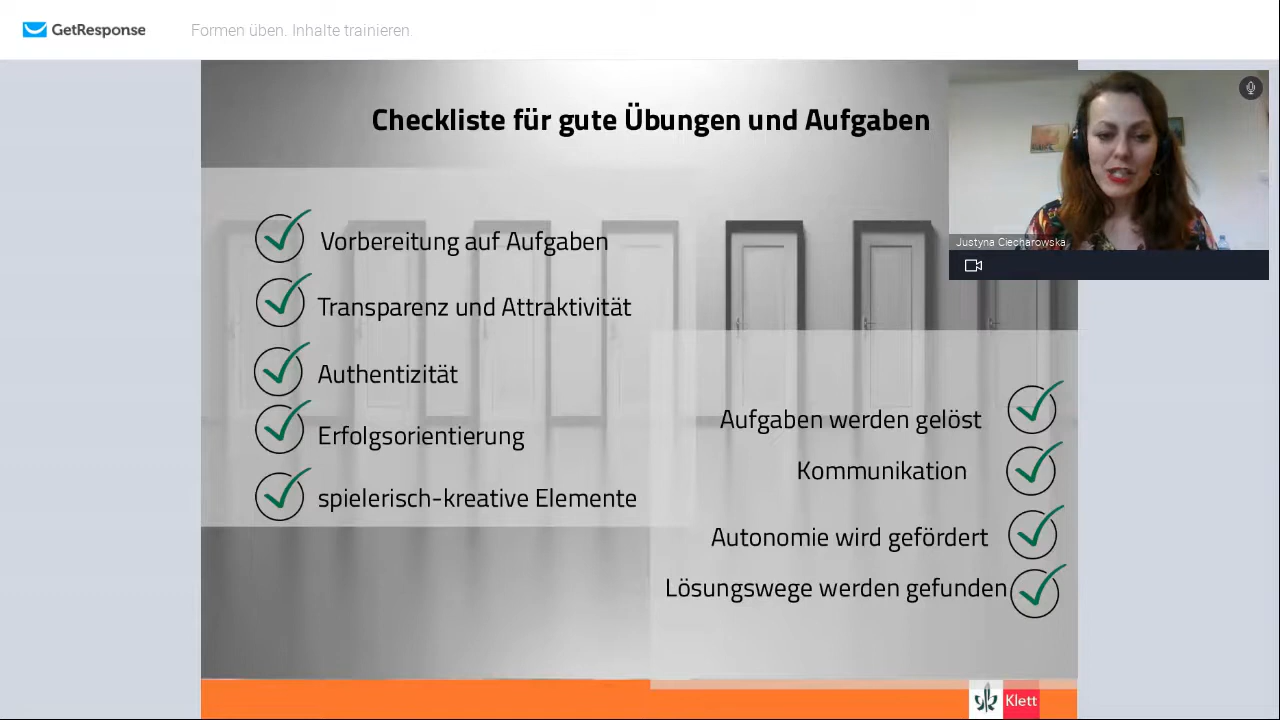 GetResponse
Formen üben. Inhalte trainieren
Checkliste für gute Übungen und Aufgaben
Justyna Ciecharowska
Vorbereitung auf Aufgaben
Transparenz und Attraktivität
Authentizität
Erfolgsorientierung
spielerisch-kreative Elemente
Aufgaben werden gelöst
Kommunikation
Autonomie wird gefördert
Lösungswege werden gefunden
Klett